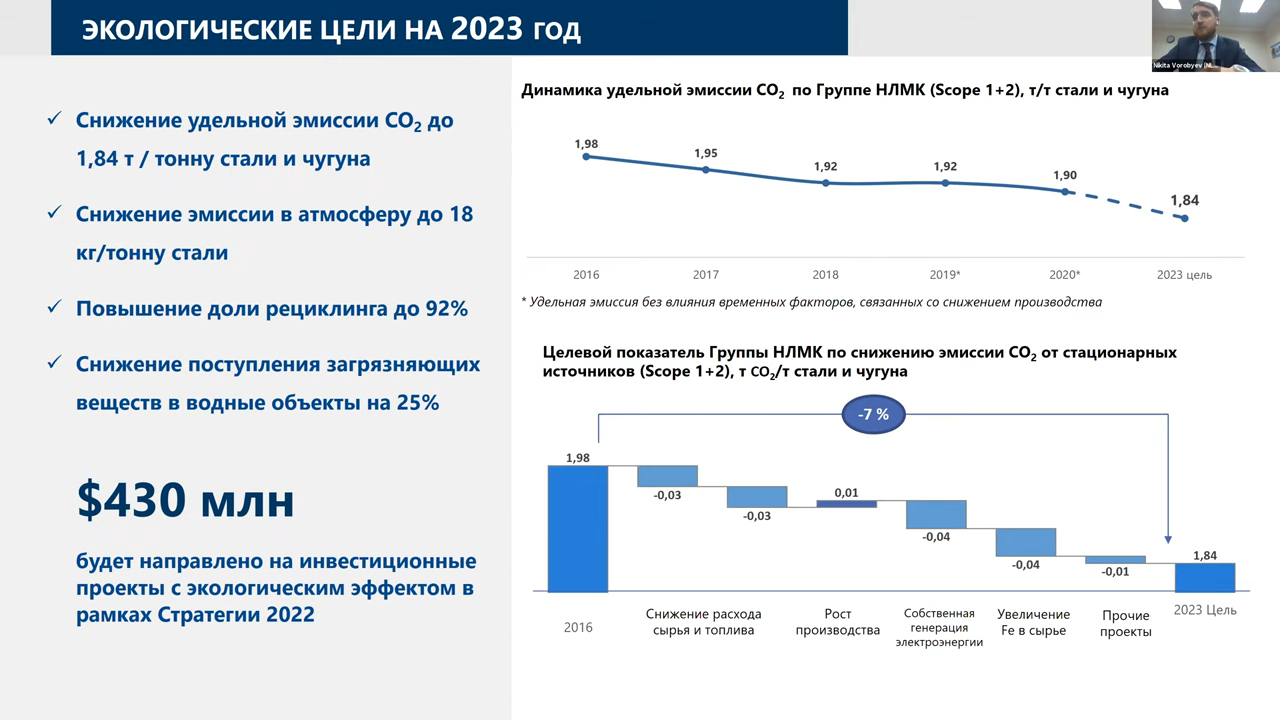 ЭКОЛОГИЧЕСКИЕ ЦЕЛИ НА 2023 ГОД
Nikita Vorobyev (NL...
✓ Снижение удельной эмиссии CO₂ до
1,84 т / тонну стали и чугуна
✓ Снижение эмиссии в атмосферу до 18
кг/тонну стали
✓ Повышение доли рециклинга до 92%
✓ Снижение поступления загрязняющих
веществ в водные объекты на 25%
$430 млн
будет направлено на инвестиционные
проекты с экологическим эффектом в
рамках Стратегии 2022
Динамика удельной эмиссии CO₂ по Группе НЛМК (Scope 1+2), т/т стали и чугуна
1,98
1,95
1,92
1,92
1,90
1,84
2016
2017
2018
2019*
2020*
2023 цель
* Удельная эмиссия без влияния временных факторов, связанных со снижением производства
Целевой показатель Группы НЛМК по снижению эмиссии CO₂ от стационарных
источников (Scope 1+2), т CO₂/т стали и чугуна
-7 %
1,98
-0,03
-0,03
0,01
-0,04
-0,04
-0,01
1,84
2016
Снижение расхода
сырья и топлива
Рост
производства
Собственная
генерация
электроэнергии
Увеличение
Fe в сырье
Прочие
проекты
2023 Цель